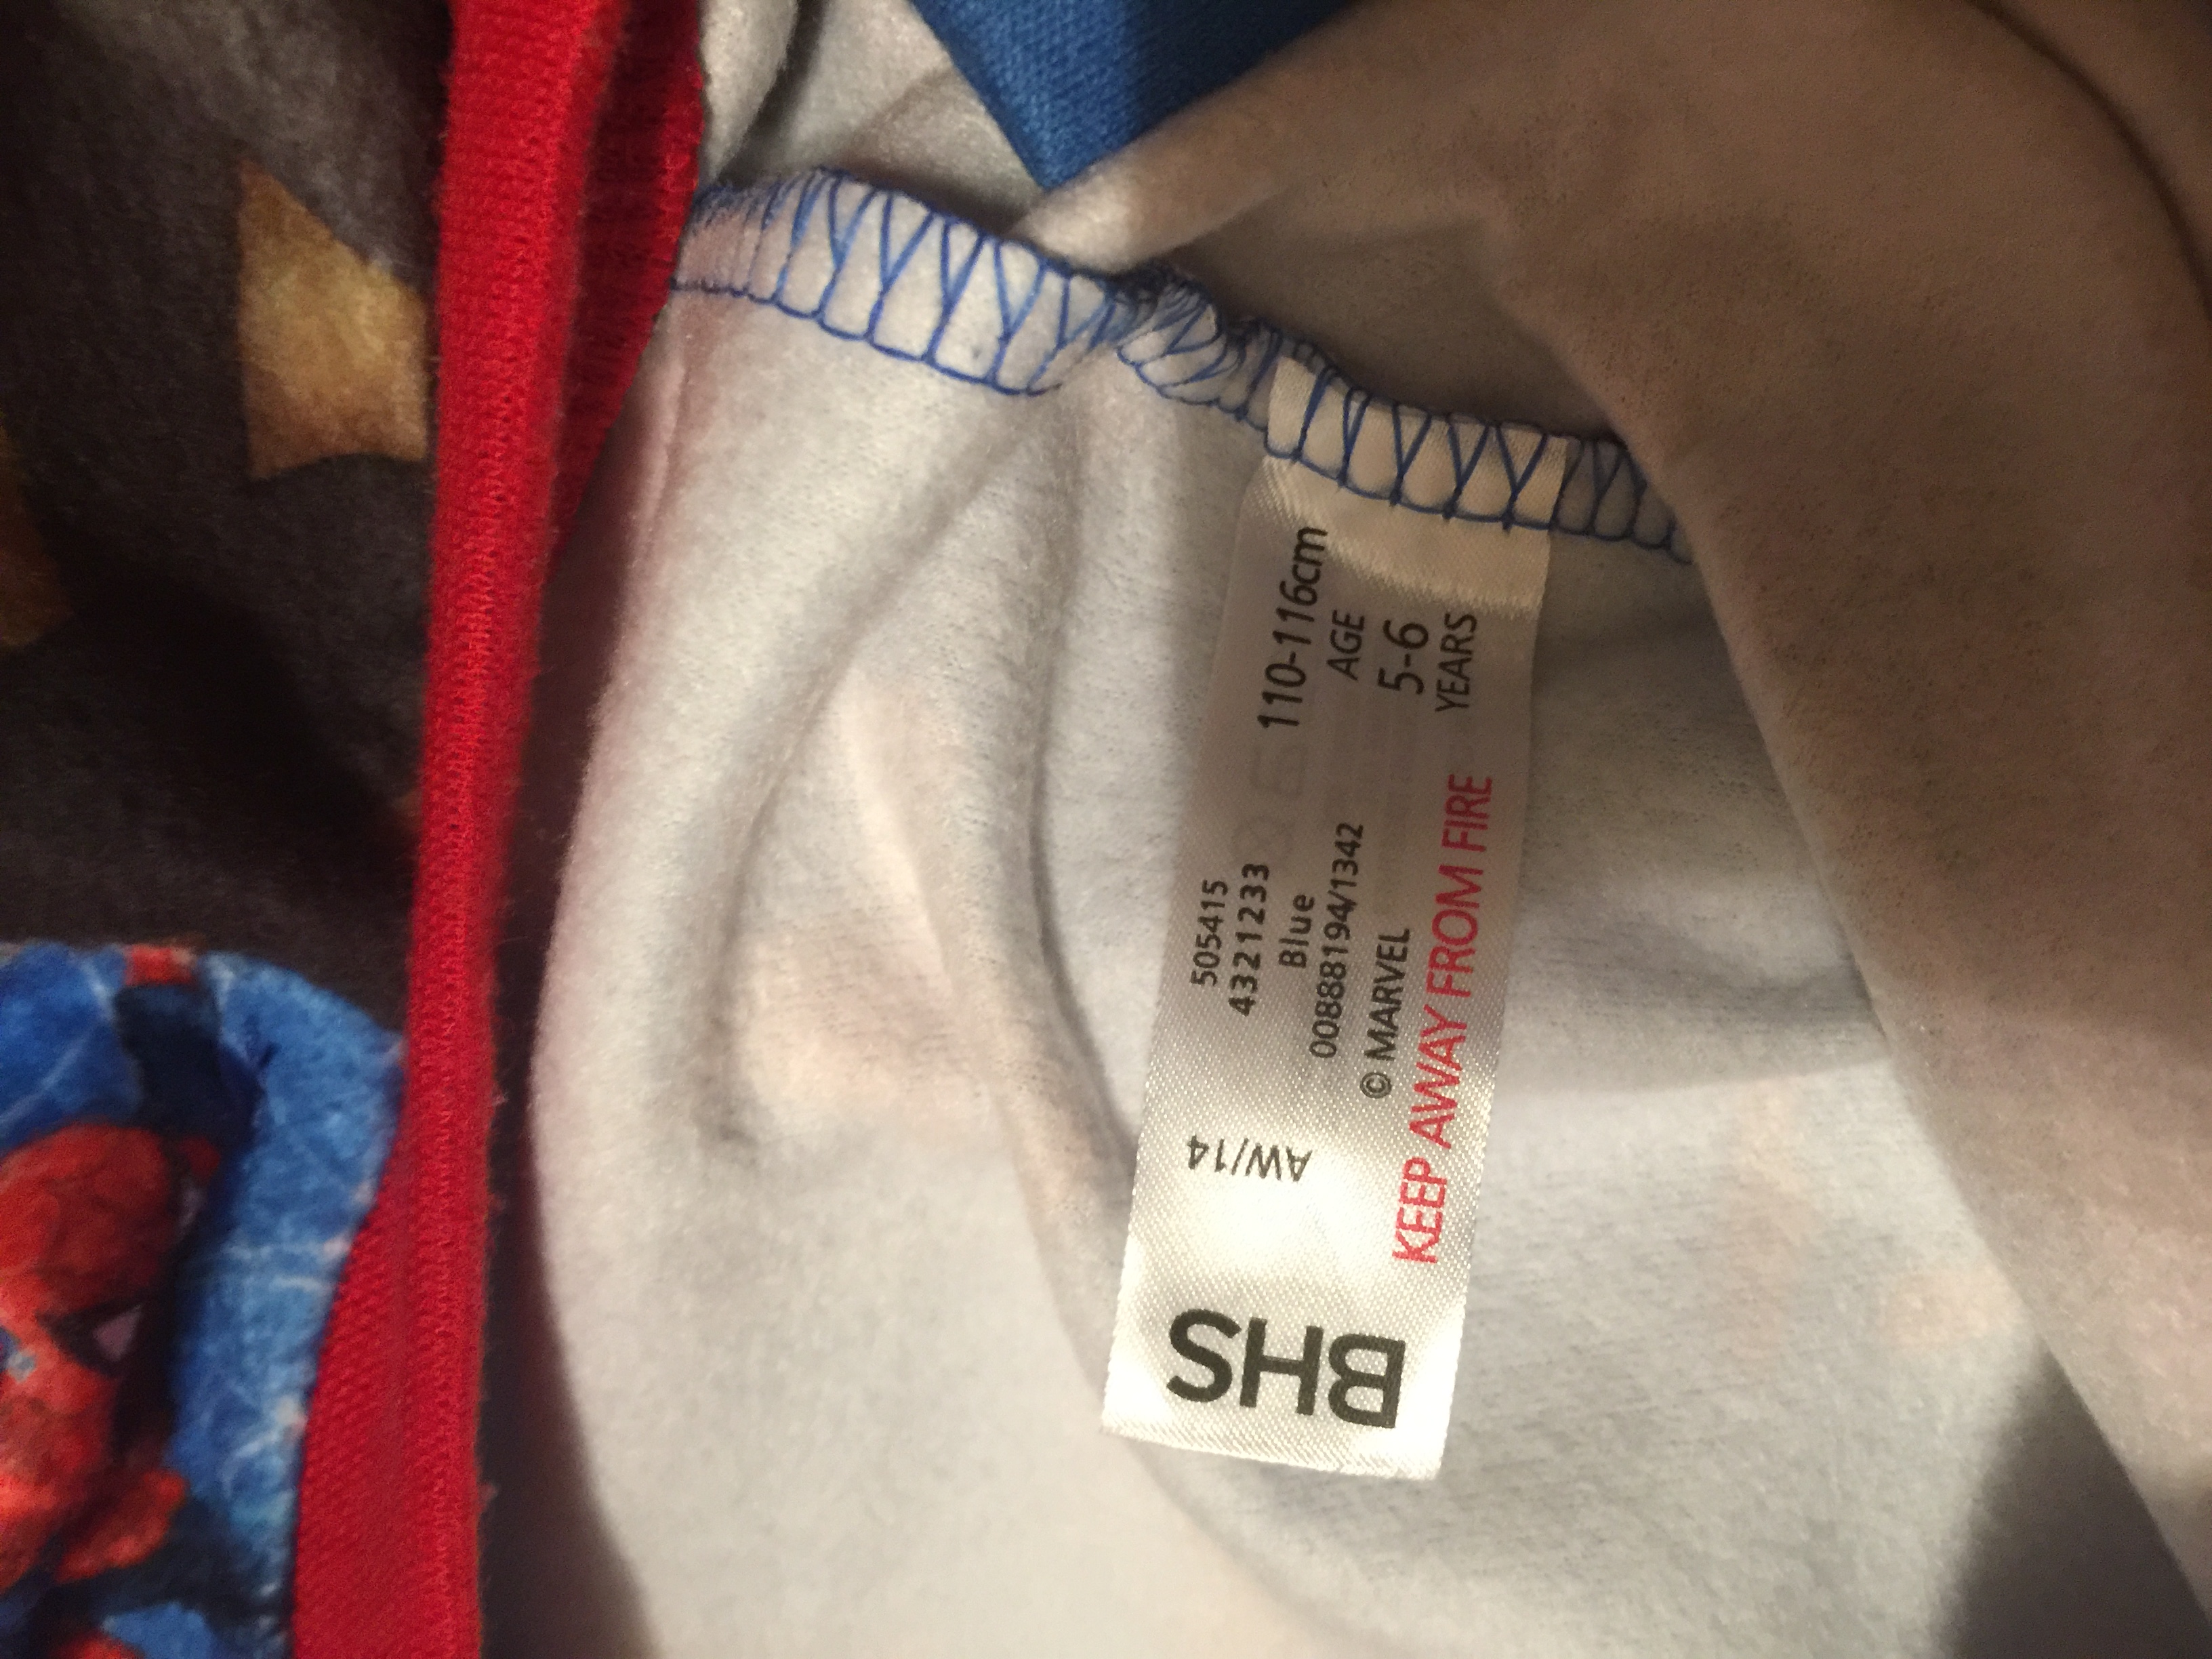 BHS
AW/14
505415
4321233
Blue
00888194/1342
© MARVEL
KEEP AWAY FROM FIRE
110-116cm
AGE
5-6
YEARS